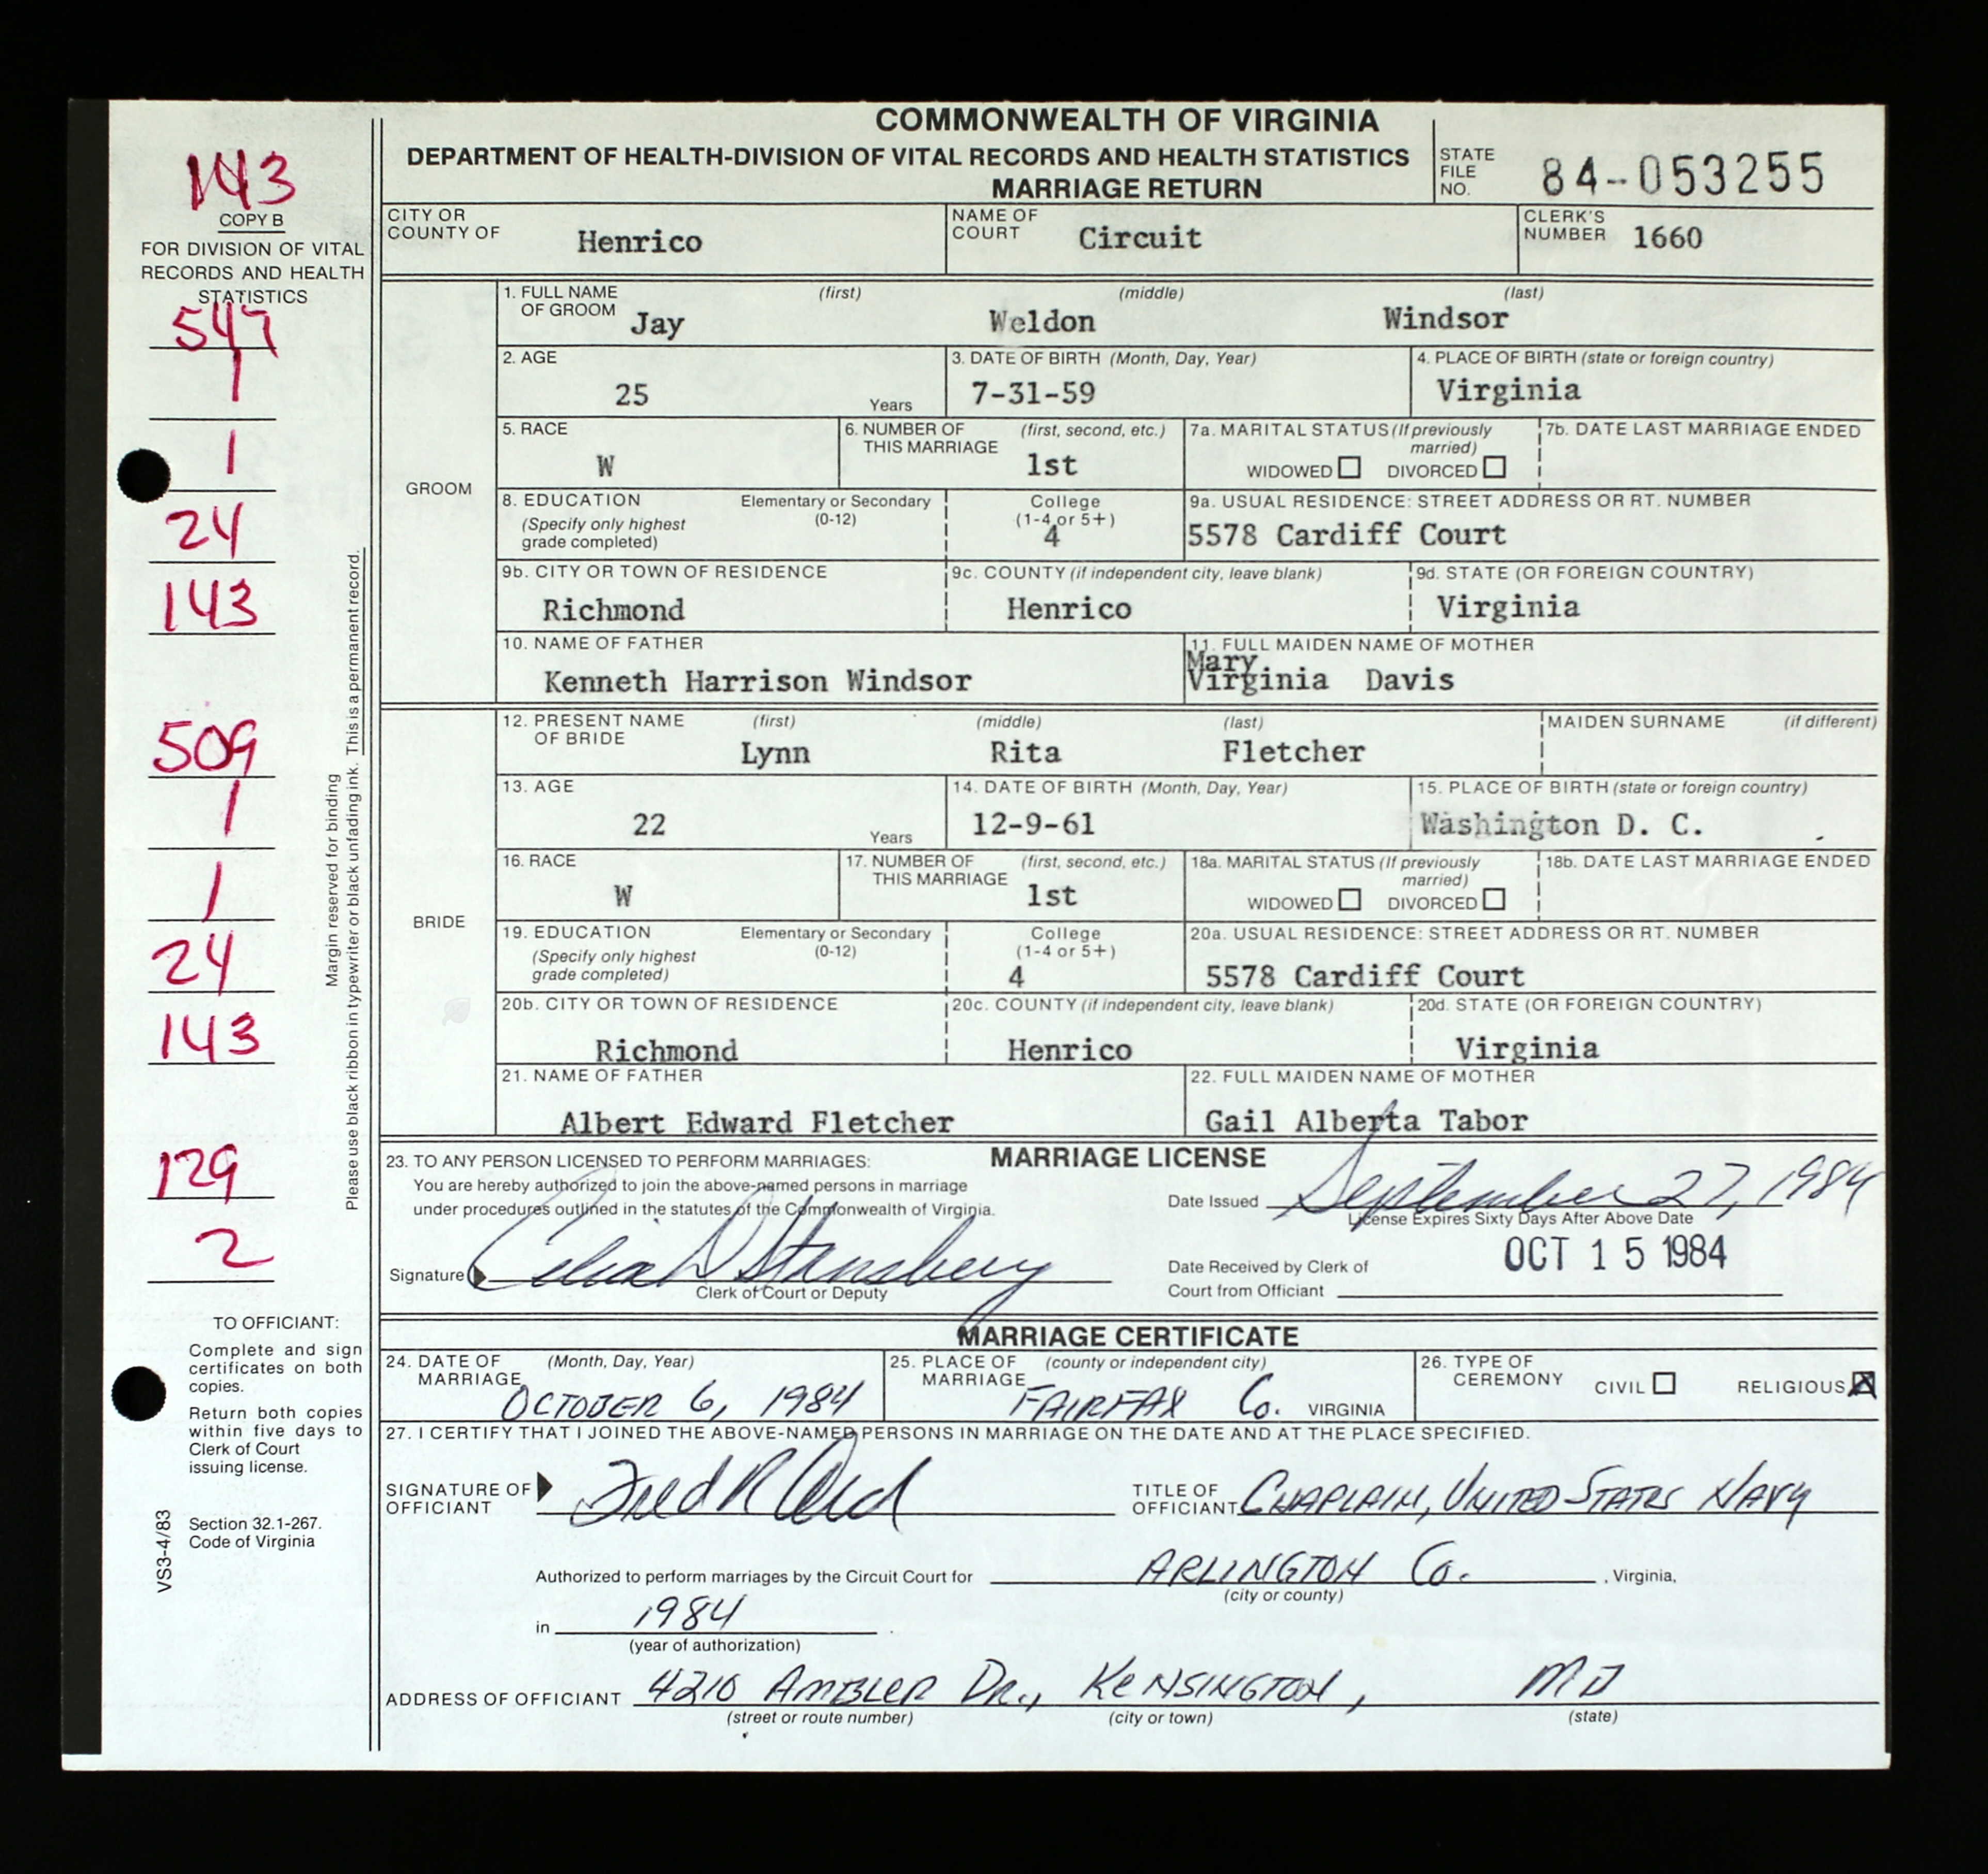 COMMONWEALTH OF VIRGINIA
DEPARTMENT OF HEALTH-DIVISION OF VITAL RECORDS AND HEALTH STATISTICS
MARRIAGE RETURN
STATE FILE NO. 84-053255
143
COPY B
FOR DIVISION OF VITAL
RECORDS AND HEALTH
STATISTICS
547
1
1
24
143
509
1
1
24
143
129
2
Margin reserved for binding
Please use black ribbon in typewriter or black unfading ink. This is a permanent record.
TO OFFICIANT:
Complete and sign
certificates on both
copies.
Return both copies
within five days to
Clerk of Court
issuing license.
Section 32.1-267.
Code of Virginia
VS3-4/83
CITY OR COUNTY OF Henrico
NAME OF COURT Circuit
CLERK'S NUMBER 1660
GROOM
1. FULL NAME OF GROOM (first) (middle) (last)
Jay Weldon Windsor
2. AGE 25 Years
3. DATE OF BIRTH (Month, Day, Year) 7-31-59
4. PLACE OF BIRTH (state or foreign country) Virginia
5. RACE W
6. NUMBER OF THIS MARRIAGE (first, second, etc.) 1st
7a. MARITAL STATUS (If previously married)
WIDOWED DIVORCED
7b. DATE LAST MARRIAGE ENDED
8. EDUCATION (Specify only highest grade completed)
Elementary or Secondary (0-12)
College (1-4 or 5+) 4
9a. USUAL RESIDENCE: STREET ADDRESS OR RT. NUMBER
5578 Cardiff Court
9b. CITY OR TOWN OF RESIDENCE Richmond
9c. COUNTY (if independent city, leave blank) Henrico
9d. STATE (OR FOREIGN COUNTRY) Virginia
10. NAME OF FATHER
Kenneth Harrison Windsor
11. FULL MAIDEN NAME OF MOTHER
Mary
Virginia Davis
BRIDE
12. PRESENT NAME OF BRIDE (first) (middle) (last)
Lynn Rita Fletcher
MAIDEN SURNAME (if different)
13. AGE 22 Years
14. DATE OF BIRTH (Month, Day, Year) 12-9-61
15. PLACE OF BIRTH (state or foreign country) Washington D. C.
16. RACE W
17. NUMBER OF THIS MARRIAGE (first, second, etc.) 1st
18a. MARITAL STATUS (If previously married)
WIDOWED DIVORCED
18b. DATE LAST MARRIAGE ENDED
19. EDUCATION (Specify only highest grade completed)
Elementary or Secondary (0-12)
College (1-4 or 5+) 4
20a. USUAL RESIDENCE: STREET ADDRESS OR RT. NUMBER
5578 Cardiff Court
20b. CITY OR TOWN OF RESIDENCE Richmond
20c. COUNTY (if independent city, leave blank) Henrico
20d. STATE (OR FOREIGN COUNTRY) Virginia
21. NAME OF FATHER
Albert Edward Fletcher
22. FULL MAIDEN NAME OF MOTHER
Gail Alberta Tabor
23. TO ANY PERSON LICENSED TO PERFORM MARRIAGES:
MARRIAGE LICENSE
You are hereby authorized to join the above-named persons in marriage
under procedures outlined in the statutes of the Commonwealth of Virginia.
Date Issued September 27, 1984
License Expires Sixty Days After Above Date
Signature Stansbery
Clerk of Court or Deputy
Date Received by Clerk of
Court from Officiant
OCT 15 1984
MARRIAGE CERTIFICATE
24. DATE OF MARRIAGE (Month, Day, Year) OCTOBER 6, 1984
25. PLACE OF MARRIAGE (county or independent city) FAIRFAX Co. VIRGINIA
26. TYPE OF CEREMONY CIVIL RELIGIOUS X
27. I CERTIFY THAT I JOINED THE ABOVE-NAMED PERSONS IN MARRIAGE ON THE DATE AND AT THE PLACE SPECIFIED.
SIGNATURE OF OFFICIANT Fred R
TITLE OF OFFICIANT CHAPLAIN, UNITED STATES NAVY
Authorized to perform marriages by the Circuit Court for ARLINGTON Co. , Virginia,
(city or county)
in 1984 .
(year of authorization)
ADDRESS OF OFFICIANT 4210 AMBLER DR., KENSINGTON, MD
(street or route number) (city or town) (state)